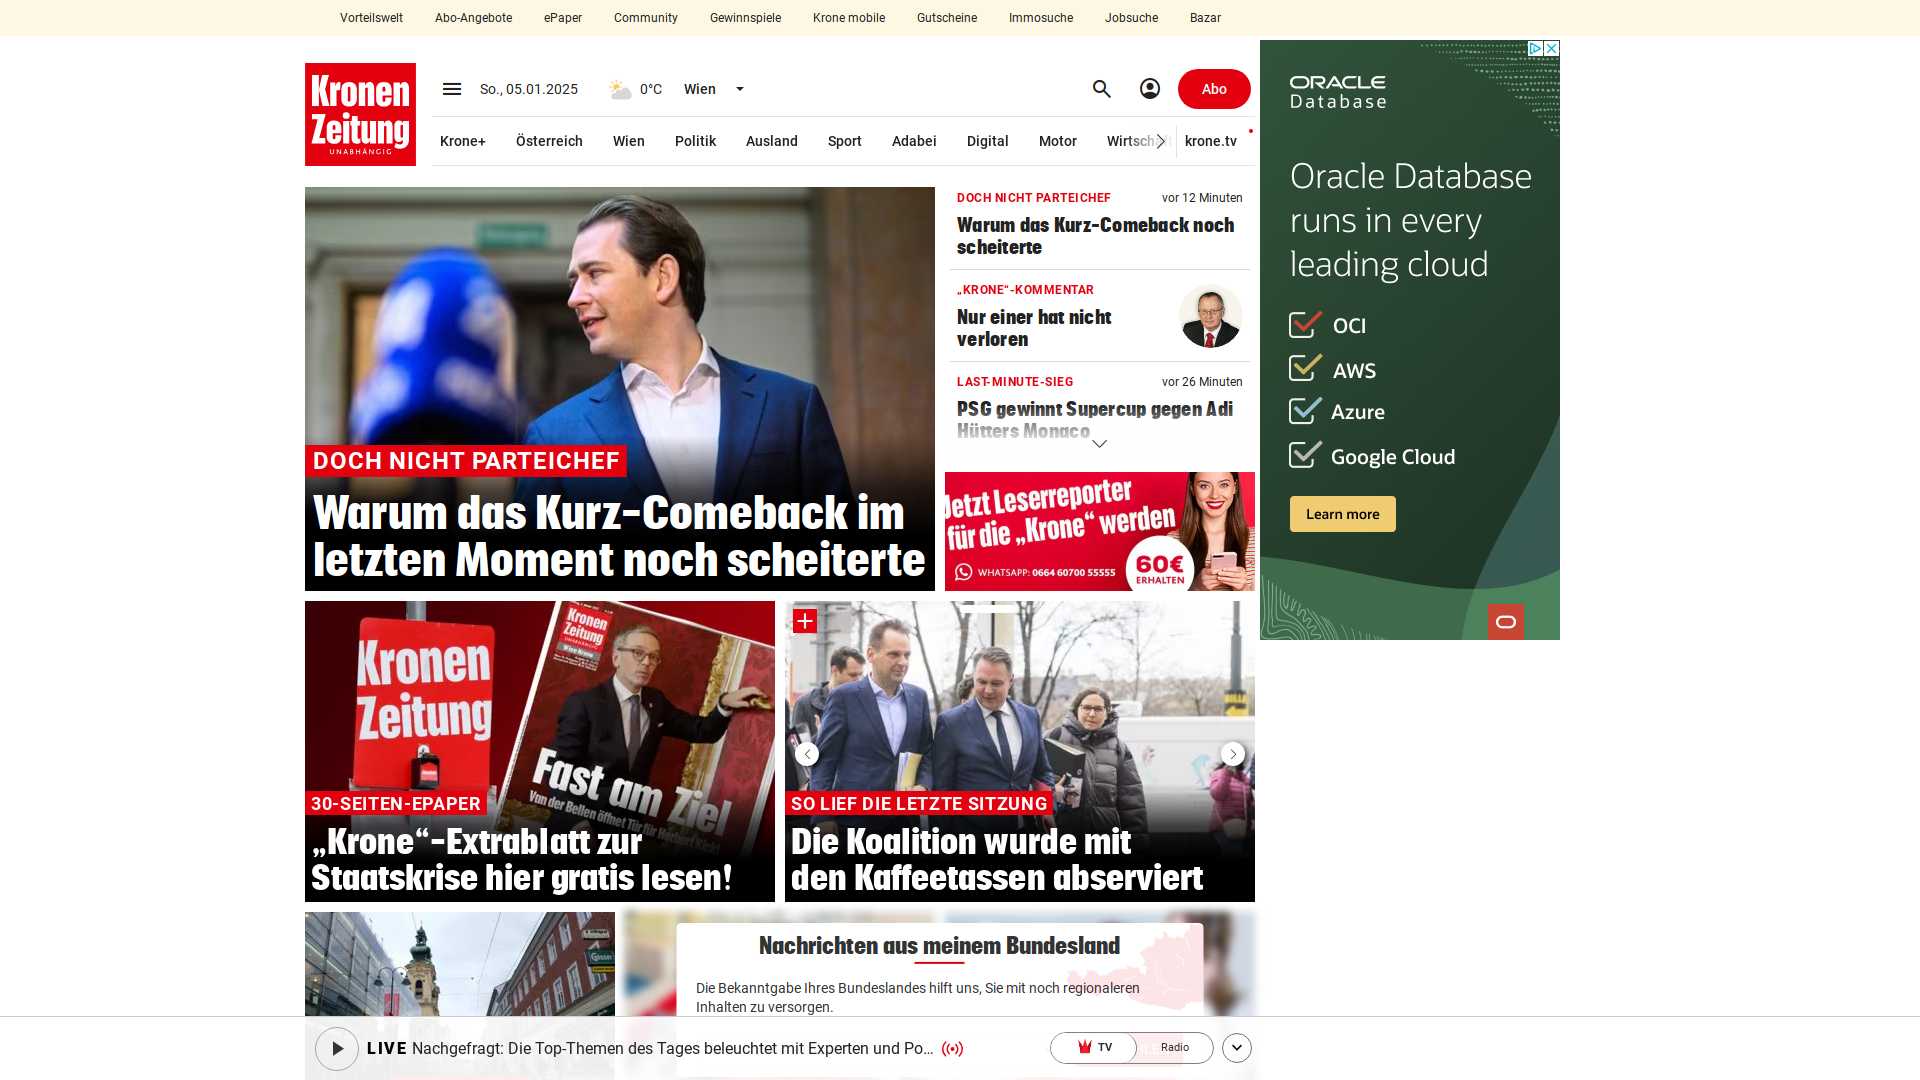 Vorteilswelt Abo-Angebote ePaper Community Gewinnspiele Krone mobile Gutscheine Immosuche Jobsuche Bazar
Kronen
Zeitung
UNABHÄNGIG
So., 05.01.2025 0°C Wien
Abo
Krone+ Österreich Wien Politik Ausland Sport Adabei Digital Motor Wirtschaft krone.tv
DOCH NICHT PARTEICHEF
Warum das Kurz-Comeback im
letzten Moment noch scheiterte
DOCH NICHT PARTEICHEF vor 12 Minuten
Warum das Kurz-Comeback noch
scheiterte
„KRONE“-KOMMENTAR
Nur einer hat nicht
verloren
LAST-MINUTE-SIEG vor 26 Minuten
PSG gewinnt Supercup gegen Adi
Hütters Monaco
Jetzt Leserreporter
für die „Krone“ werden
WHATSAPP: 0664 60700 55555
60€
ERHALTEN
ORACLE
Database
Oracle Database
runs in every
leading cloud
OCI
AWS
Azure
Google Cloud
Learn more
Kronen
Zeitung
Kronen
Zeitung
UNABHÄNGIG
Fast am Ziel
Van der Bellen öffnet Tür für Herbert Kickl
30-SEITEN-EPAPER
„Krone“-Extrablatt zur
Staatskrise hier gratis lesen!
SO LIEF DIE LETZTE SITZUNG
Die Koalition wurde mit
den Kaffeetassen abserviert
Nachrichten aus meinem Bundesland
Die Bekanntgabe Ihres Bundeslandes hilft uns, Sie mit noch regionaleren
Inhalten zu versorgen.
LIVE Nachgefragt: Die Top-Themen des Tages beleuchtet mit Experten und Po...
TV Radio